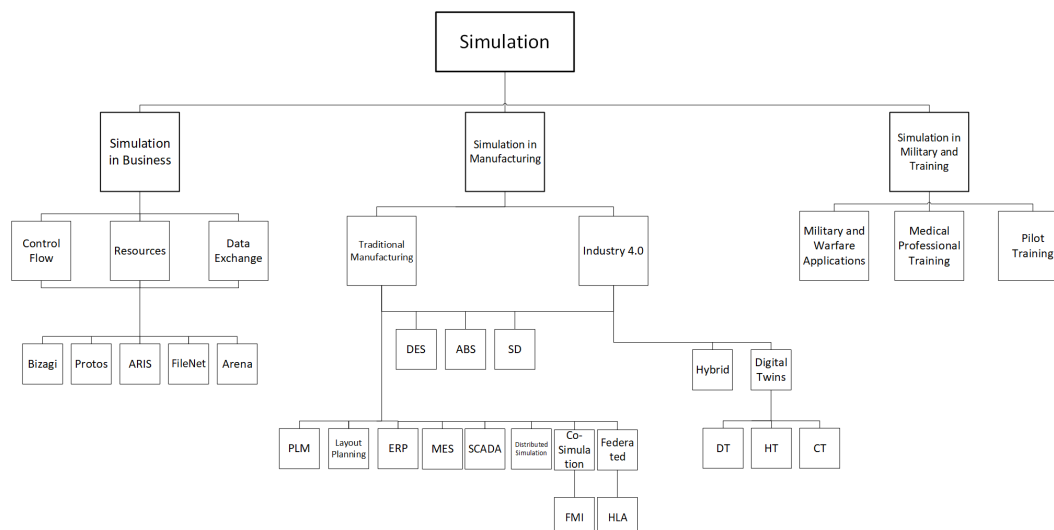 Simulation
Simulation
in Business
Simulation in
Manufacturing
Simulation in
Military and
Training
Control
Flow
Resources
Data
Exchange
Traditional
Manufacturing
Industry 4.0
Military and
Warfare
Applications
Medical
Professional
Training
Pilot
Training
Bizagi
Protos
ARIS
FileNet
Arena
DES
ABS
SD
Hybrid
Digital
Twins
PLM
Layout
Planning
ERP
MES
SCADA
Distributed
Simulation
Co-
Simula
tion
Feder
ated
DT
HT
CT
FMI
HLA